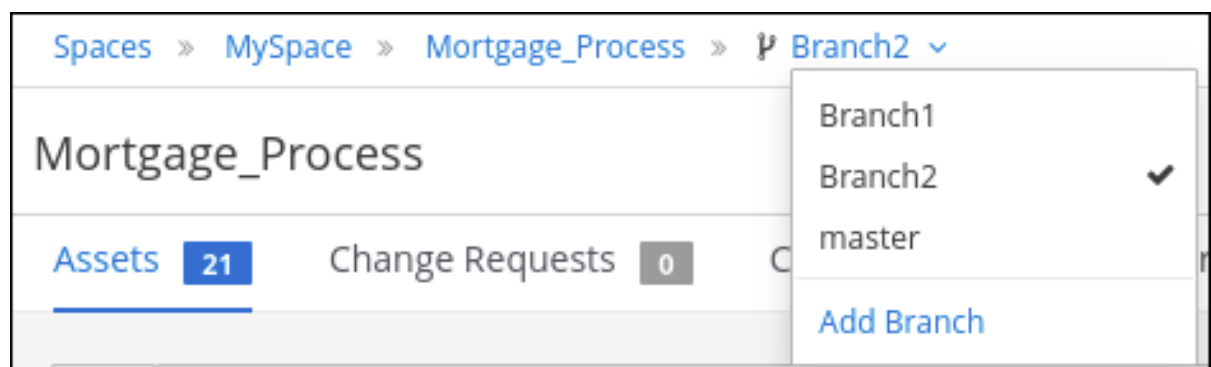 Spaces » MySpace » Mortgage_Process » Branch2
Branch1
Mortgage_Process
Branch2
master
Assets 21 Change Requests 0
Add Branch